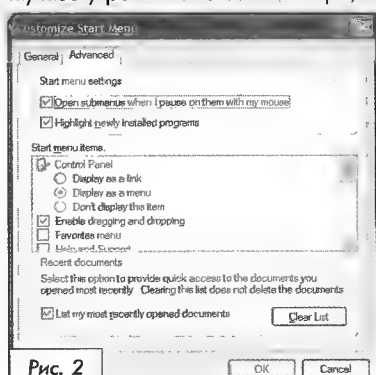 Customize Start Menu
General Advanced
Start menu settings
Open submenus when I pause on them with my mouse
Highlight newly installed programs
Start menu items.
Control Panel
Display as a link
Display as a menu
Don't display this item
Enable dragging and dropping
Favorites menu
Help and Support
Recent documents
Select this option to provide quick access to the documents you
opened most recently Clearing this list does not delete the documents
List my most recently opened documents Clear List
OK Cancel
Рис. 2